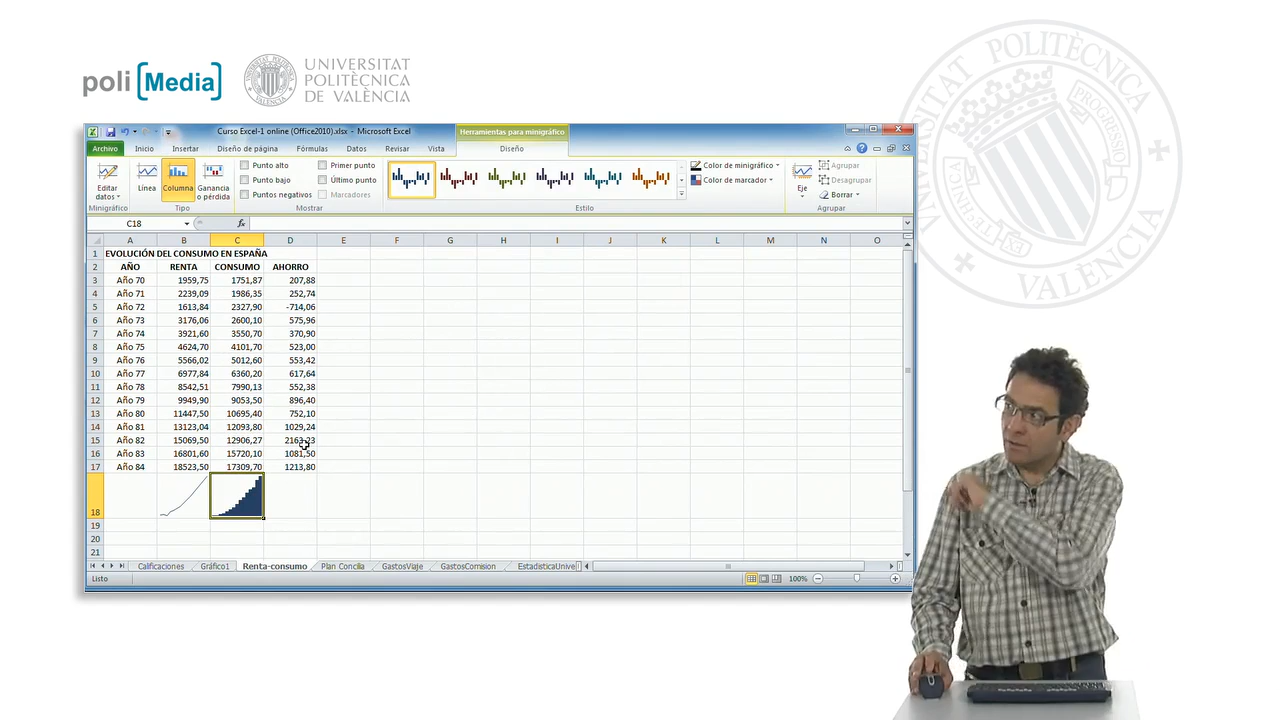 poli [Media]
UNIVERSITAT
POLITÈCNICA
DE VALÈNCIA
UNIVERSITAT POLITÈCNICA
VALÈNCIA
PROGRESSIO
Curso Excel-1 online (Office2010).xlsx - Microsoft Excel
Herramientas para minigráfico
Archivo Inicio Insertar Diseño de página Fórmulas Datos Revisar Vista Diseño
Editar datos
Línea Columna Ganancia o pérdida
Punto alto Primer punto
Punto bajo Último punto
Puntos negativos Marcadores
Color de minigráfico
Color de marcador
Eje
Agrupar
Desagrupar
Borrar
Minigráfico Tipo Mostrar Estilo Agrupar
C18 fx
A B C D E F G H I J K L M N O
1 EVOLUCIÓN DEL CONSUMO EN ESPAÑA
2 AÑO RENTA CONSUMO AHORRO
3 Año 70 1959,75 1751,87 207,88
4 Año 71 2239,09 1986,35 252,74
5 Año 72 1613,84 2327,90 -714,06
6 Año 73 3176,06 2600,10 575,96
7 Año 74 3921,60 3550,70 370,90
8 Año 75 4624,70 4101,70 523,00
9 Año 76 5566,02 5012,60 553,42
10 Año 77 6977,84 6360,20 617,64
11 Año 78 8542,51 7990,13 552,38
12 Año 79 9949,90 9053,50 896,40
13 Año 80 11447,50 10695,40 752,10
14 Año 81 13123,04 12093,80 1029,24
15 Año 82 15069,50 12906,27 2163,23
16 Año 83 16801,60 15720,10 1081,50
17 Año 84 18523,50 17309,70 1213,80
18
19
20
21
Calificaciones Gráfico1 Renta-consumo Plan Concilia GastosViaje GastosComision EstadisticaUnive
Listo 100%